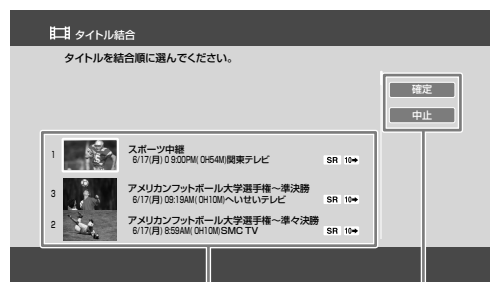 タイトル結合
タイトルを結合順に選んでください。
確定
中止
1 スポーツ中継
6/17(月) 0 9:00PM( 0H54M)関東テレビ SR 10➡
3 アメリカンフットボール大学選手権～準決勝
6/17(月) 09:19AM( 0H10M)へいせいテレビ SR 10➡
2 アメリカンフットボール大学選手権～準々決勝
6/17(月) 8:59AM( 0H10M)SMC TV SR 10➡